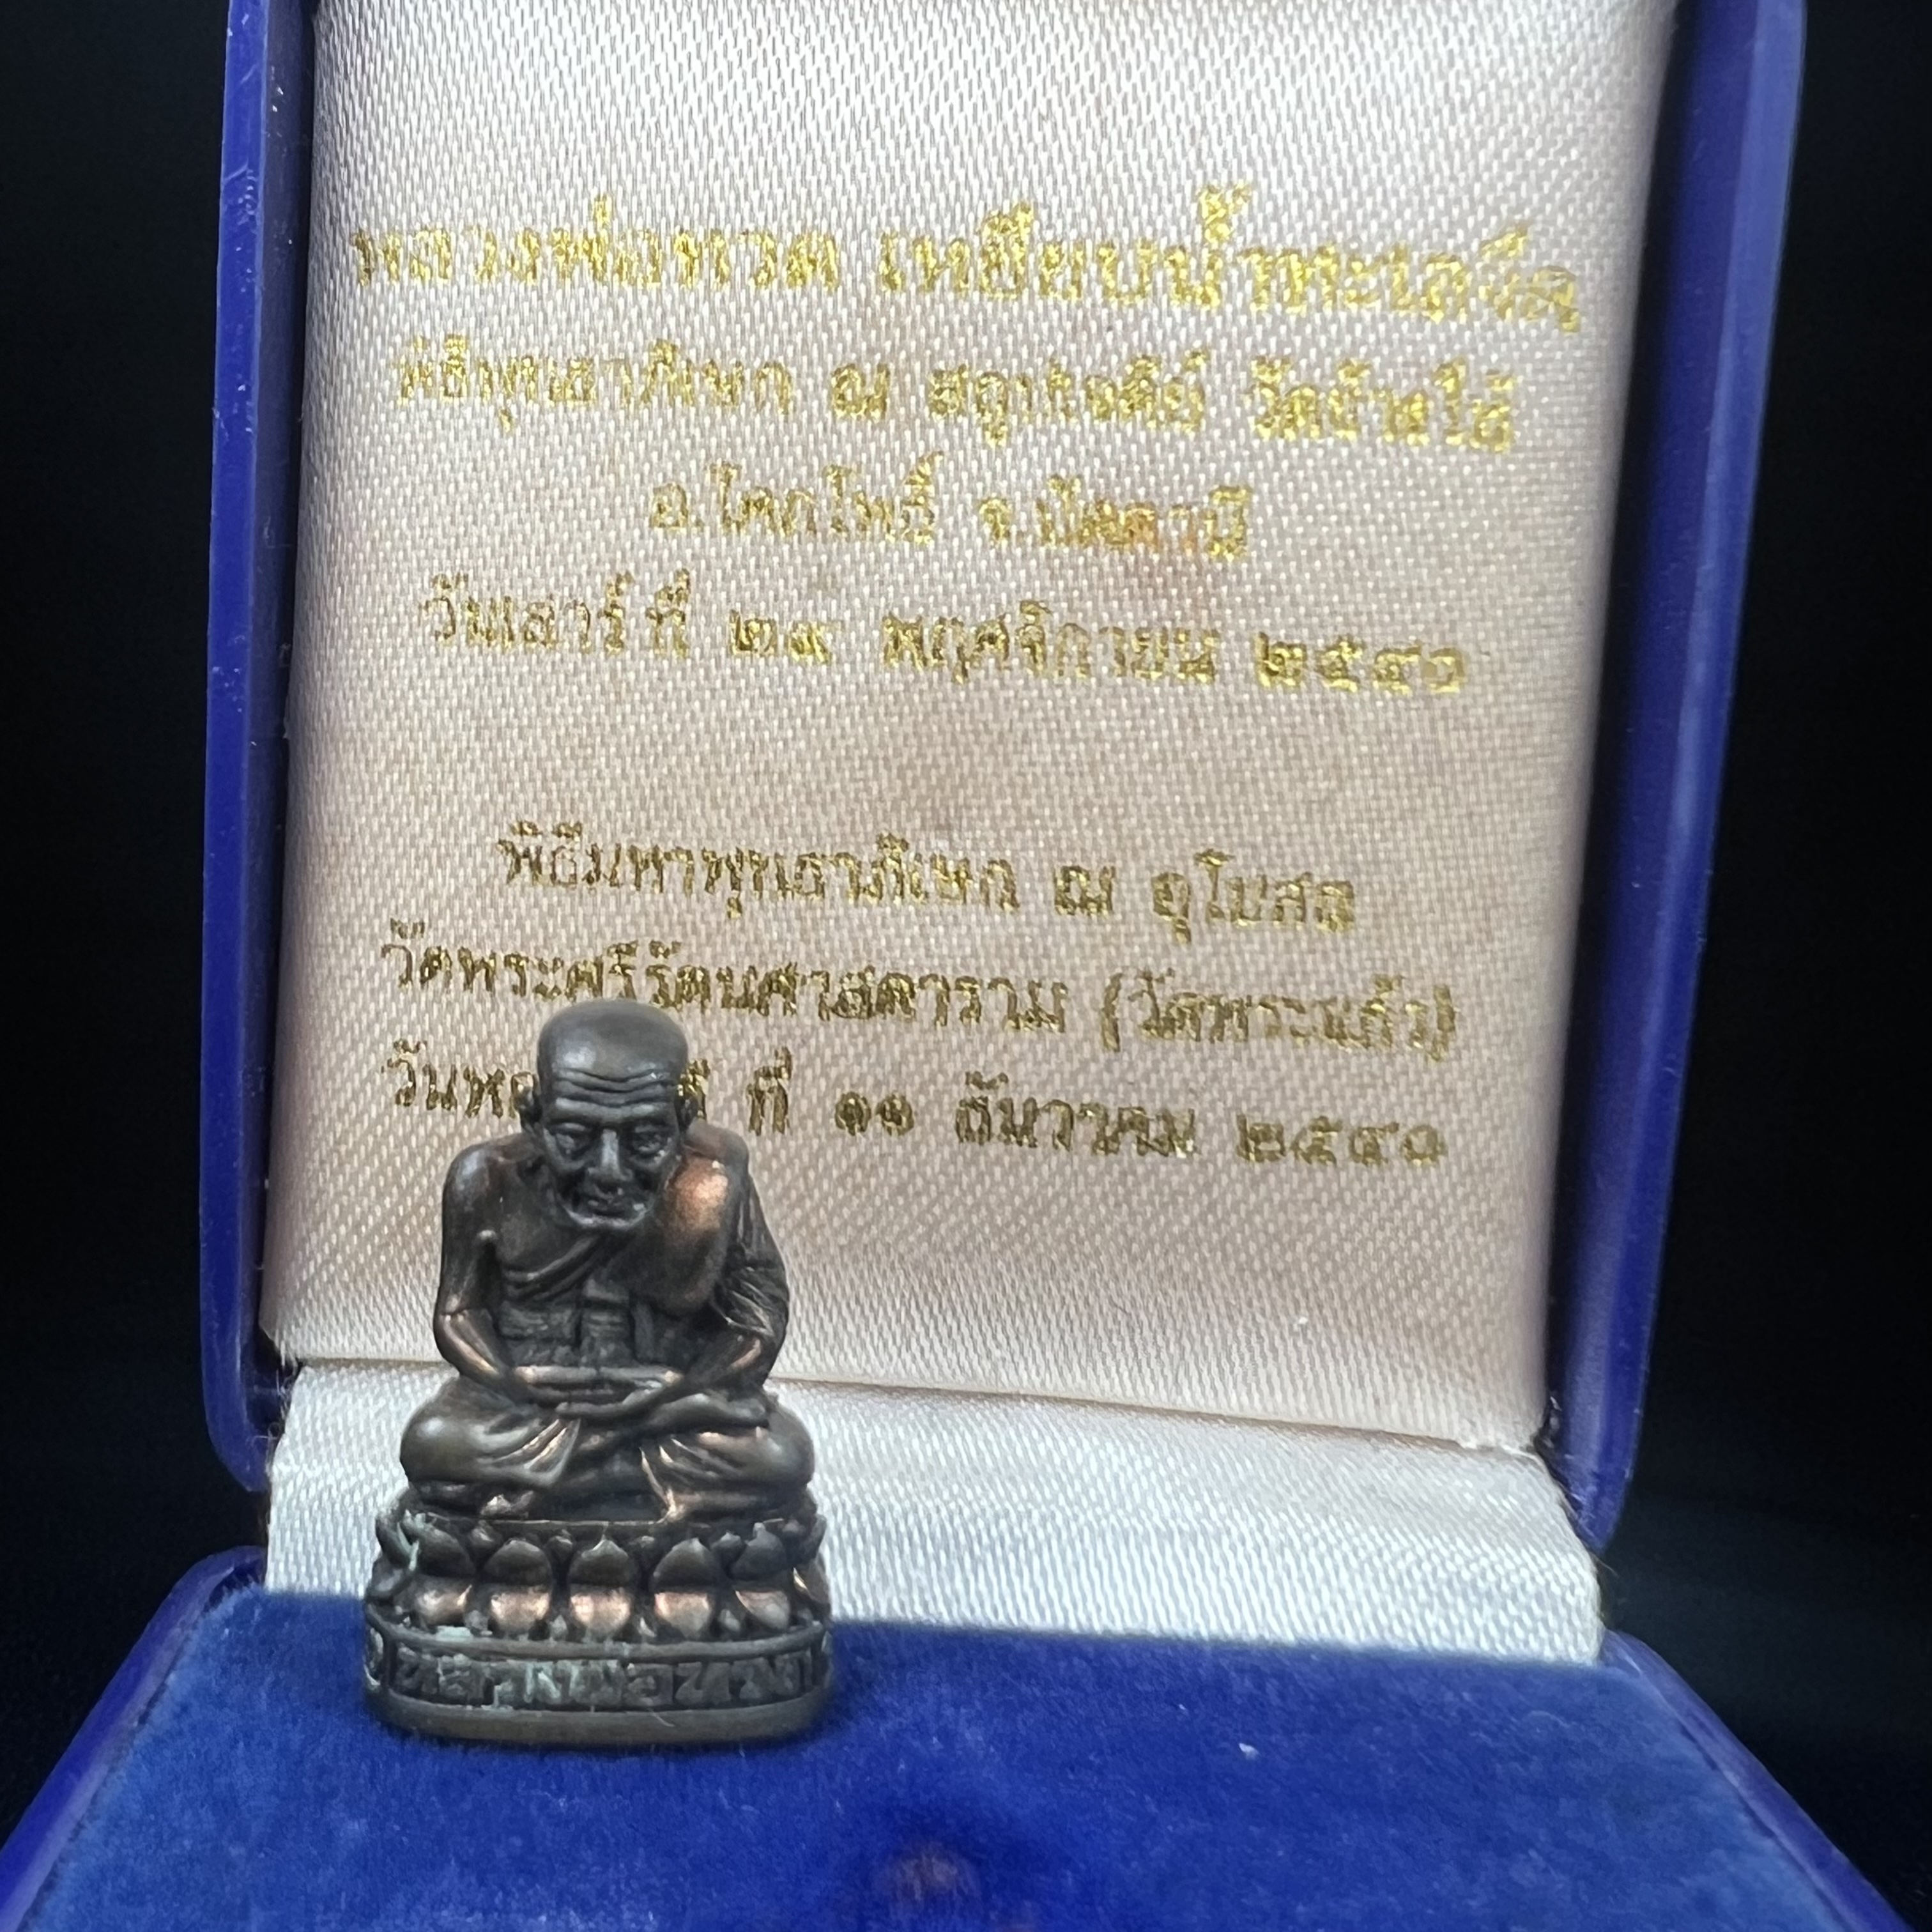 หลวงพ่อทวด เหยียบน้ำทะเลจืด
พิธีพุทธาภิเษก ณ สถูปเจดีย์ วัดช้างให้
อ.โคกโพธิ์ จ.ปัตตานี
วันเสาร์ ที่ ๒๙ พฤศจิกายน ๒๕๔๐
พิธีมหาพุทธาภิเษก ณ อุโบสถ
วัดพระศรีรัตนศาสดาราม (วัดพระแก้ว)
ที่ ๑๑ ธันวาคม ๒๕๔๐
หลวงพ่อทวด